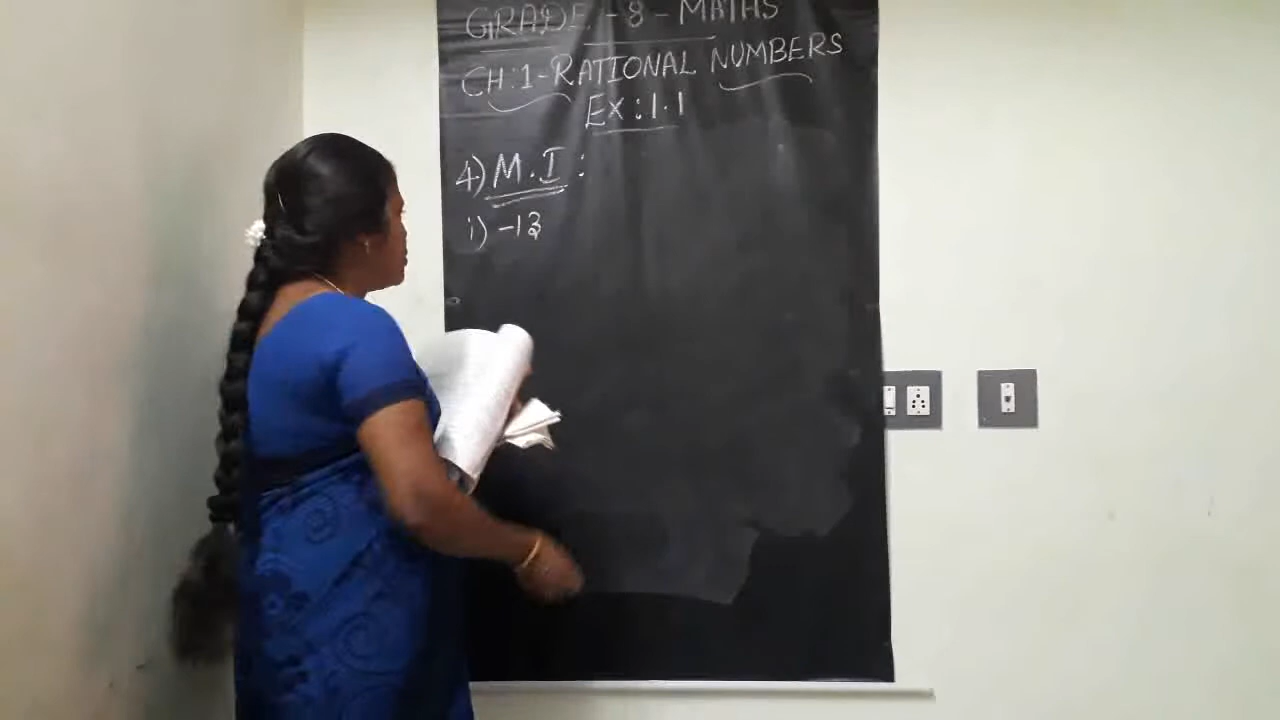 GRADE - 8 - MATHS
CH:1-RATIONAL NUMBERS
Ex:1.1
4) M.I:
i) -13